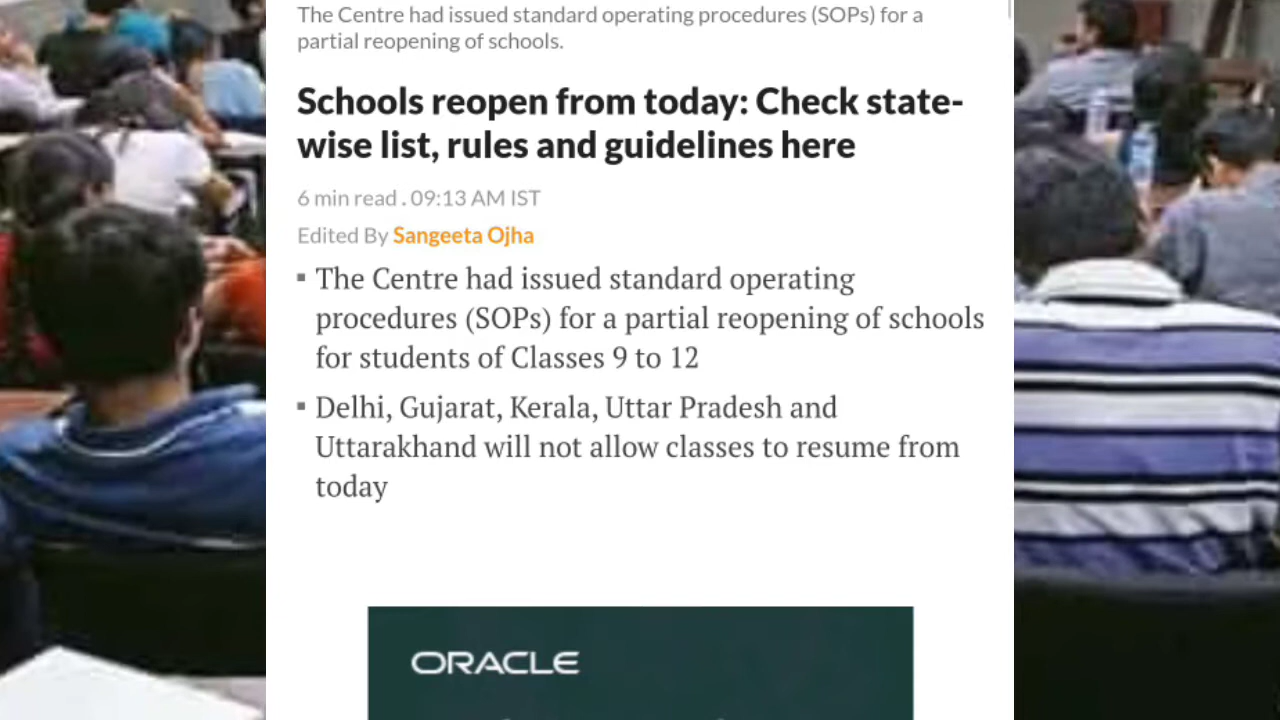 The Centre had issued standard operating procedures (SOPs) for a
partial reopening of schools.
Schools reopen from today: Check state-
wise list, rules and guidelines here
6 min read . 09:13 AM IST
Edited By Sangeeta Ojha
▪ The Centre had issued standard operating
procedures (SOPs) for a partial reopening of schools
for students of Classes 9 to 12
▪ Delhi, Gujarat, Kerala, Uttar Pradesh and
Uttarakhand will not allow classes to resume from
today
ORACLE